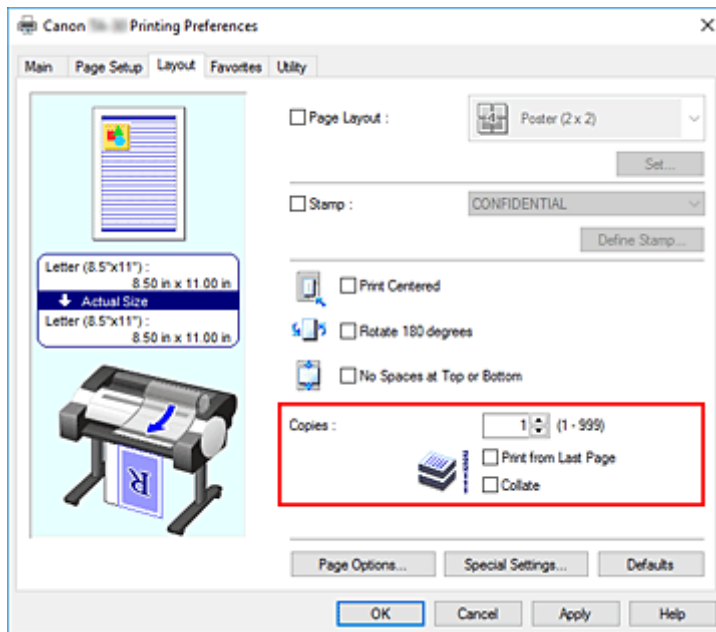 Canon Printing Preferences
Main Page Setup Layout Favorites Utility
Page Layout :
Poster (2 x 2)
Set...
Stamp :
CONFIDENTIAL
Define Stamp...
Letter (8.5"x11") :
8.50 in x 11.00 in
Actual Size
Letter (8.5"x11") :
8.50 in x 11.00 in
Print Centered
Rotate 180 degrees
No Spaces at Top or Bottom
Copies :
1 (1 - 999)
Print from Last Page
Collate
R
Page Options... Special Settings... Defaults
OK Cancel Apply Help